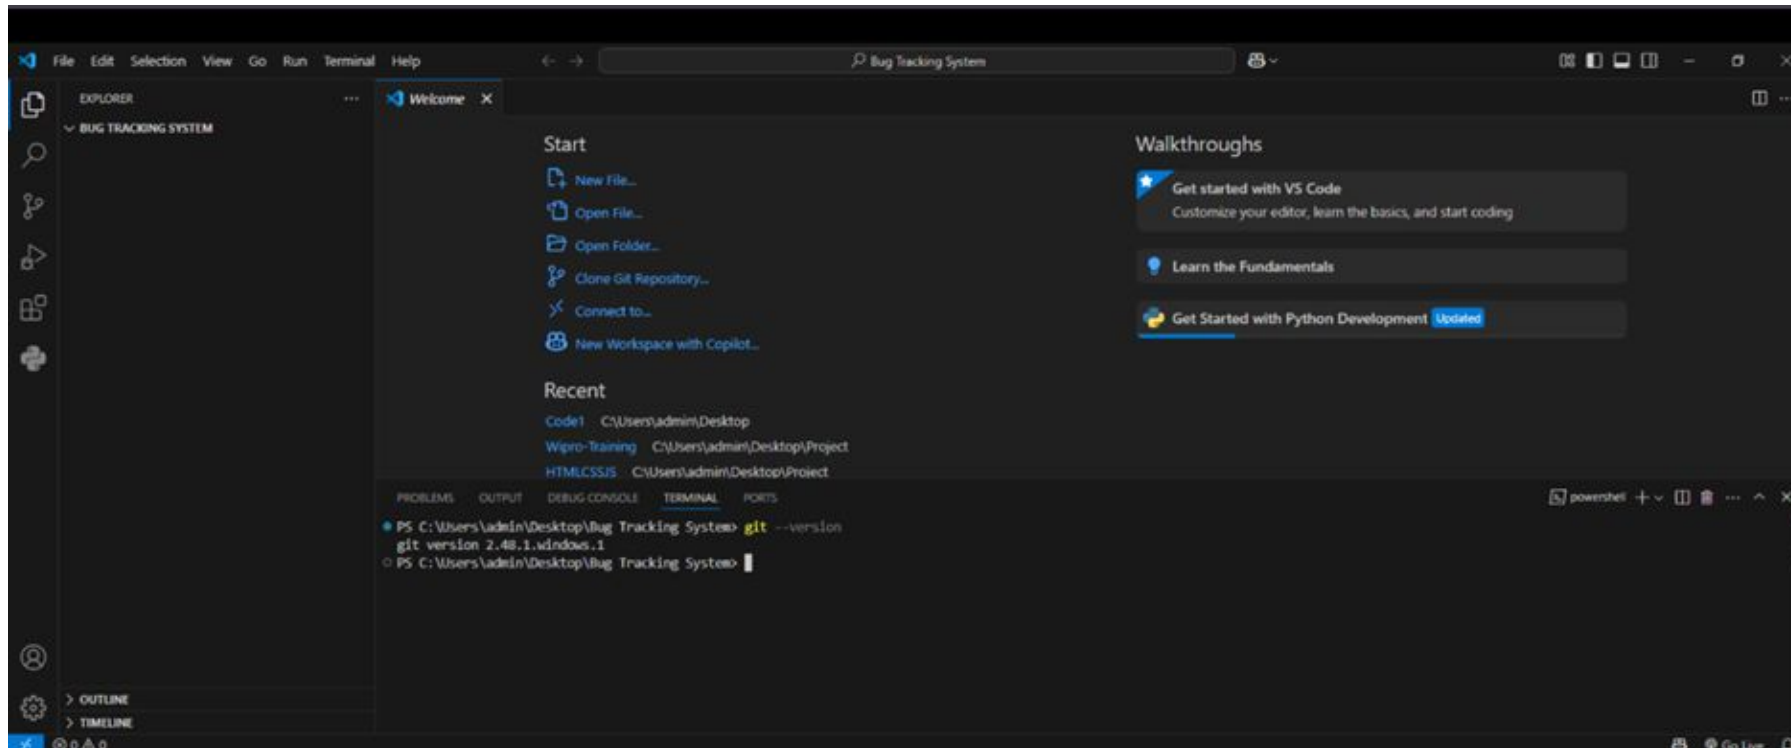 File Edit Selection View Go Run Terminal Help
Bug Tracking System
EXPLORER
BUG TRACKING SYSTEM
Welcome
Start
New File...
Open File...
Open Folder...
Clone Git Repository...
Connect to...
New Workspace with Copilot...
Recent
Code1 C:\Users\admin\Desktop
Wipro-Training C:\Users\admin\Desktop\Project
HTMLCSSJS C:\Users\admin\Desktop\Project
Walkthroughs
Get started with VS Code
Customize your editor, learn the basics, and start coding
Learn the Fundamentals
Get Started with Python Development Updated
PROBLEMS OUTPUT DEBUG CONSOLE TERMINAL PORTS
powershell
PS C:\Users\admin\Desktop\Bug Tracking System> git --version
git version 2.48.1.windows.1
PS C:\Users\admin\Desktop\Bug Tracking System>
OUTLINE
TIMELINE
0 0
Go Live